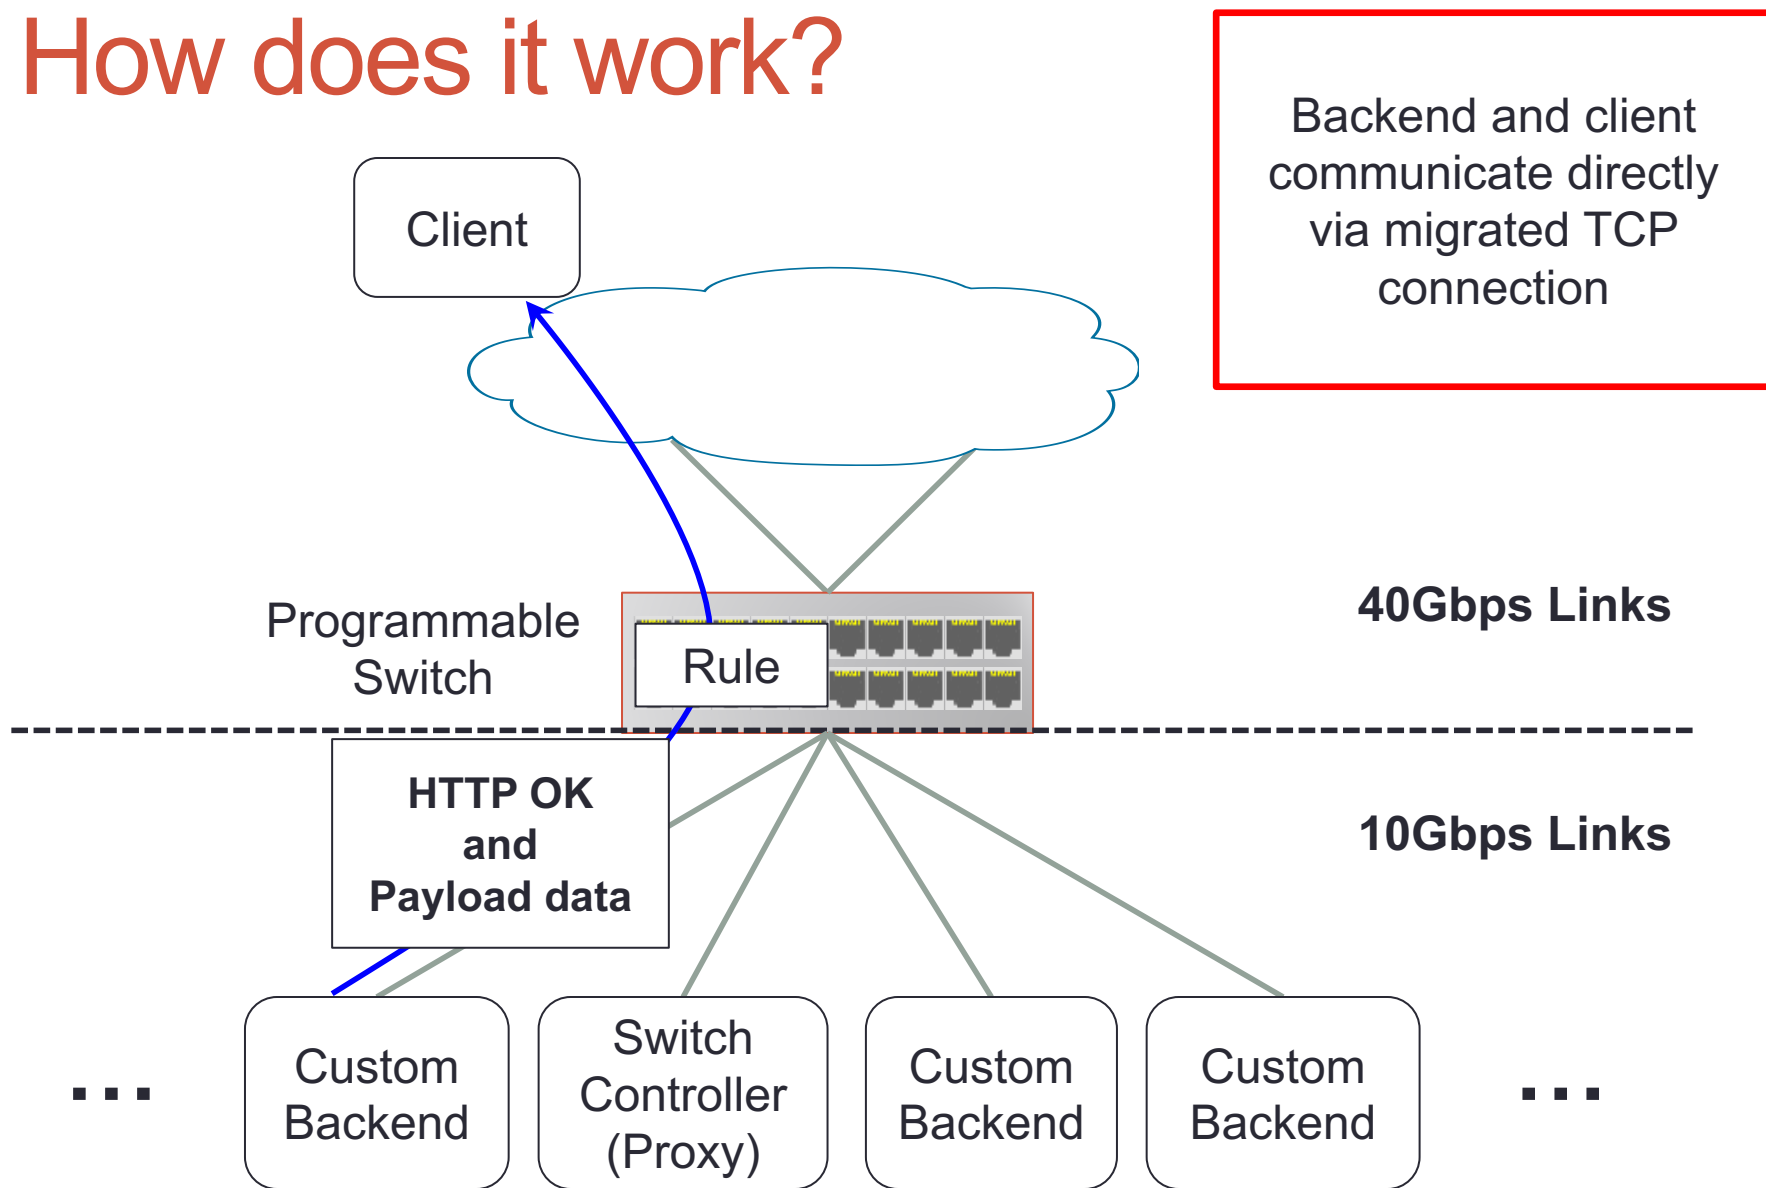 How does it work?
Backend and client
communicate directly
via migrated TCP
connection
Client
Programmable
Switch
Rule
40Gbps Links
HTTP OK
and
Payload data
10Gbps Links
...
Custom
Backend
Switch
Controller
(Proxy)
Custom
Backend
Custom
Backend
...